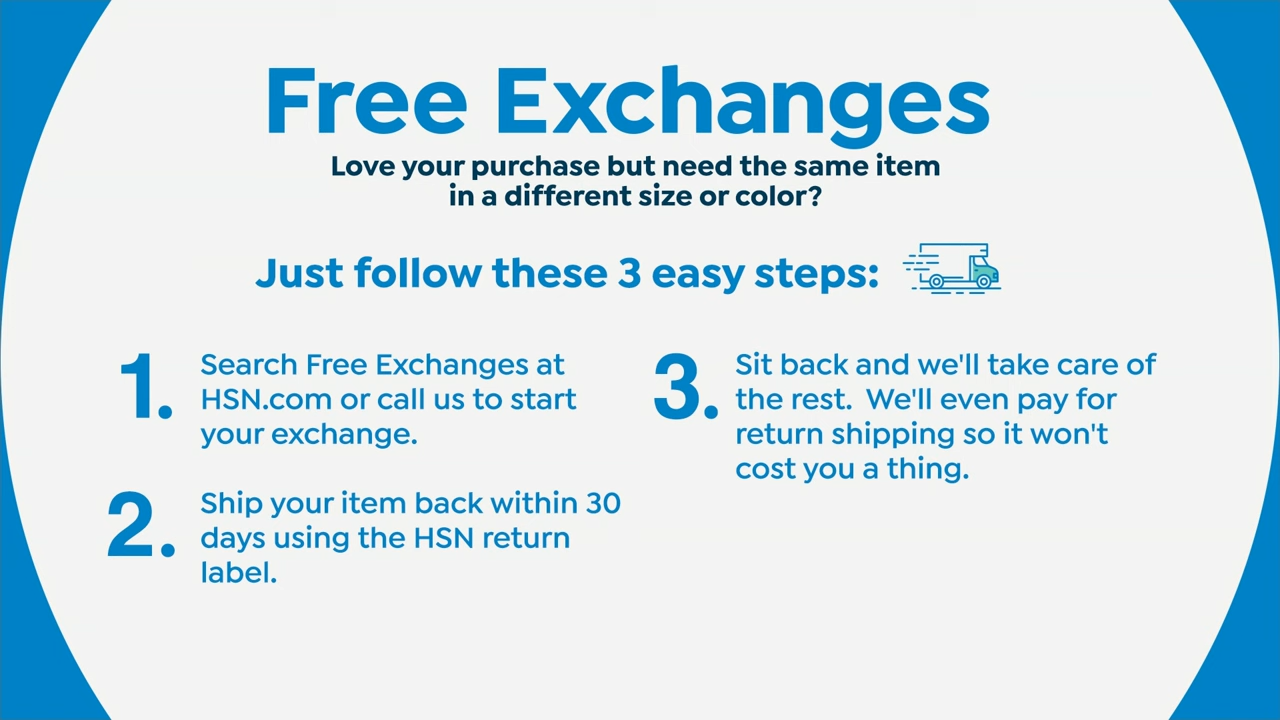 Free Exchanges
Love your purchase but need the same item
in a different size or color?
Just follow these 3 easy steps:
1. Search Free Exchanges at
HSN.com or call us to start
your exchange.
2. Ship your item back within 30
days using the HSN return
label.
3. Sit back and we'll take care of
the rest.  We'll even pay for
return shipping so it won't
cost you a thing.